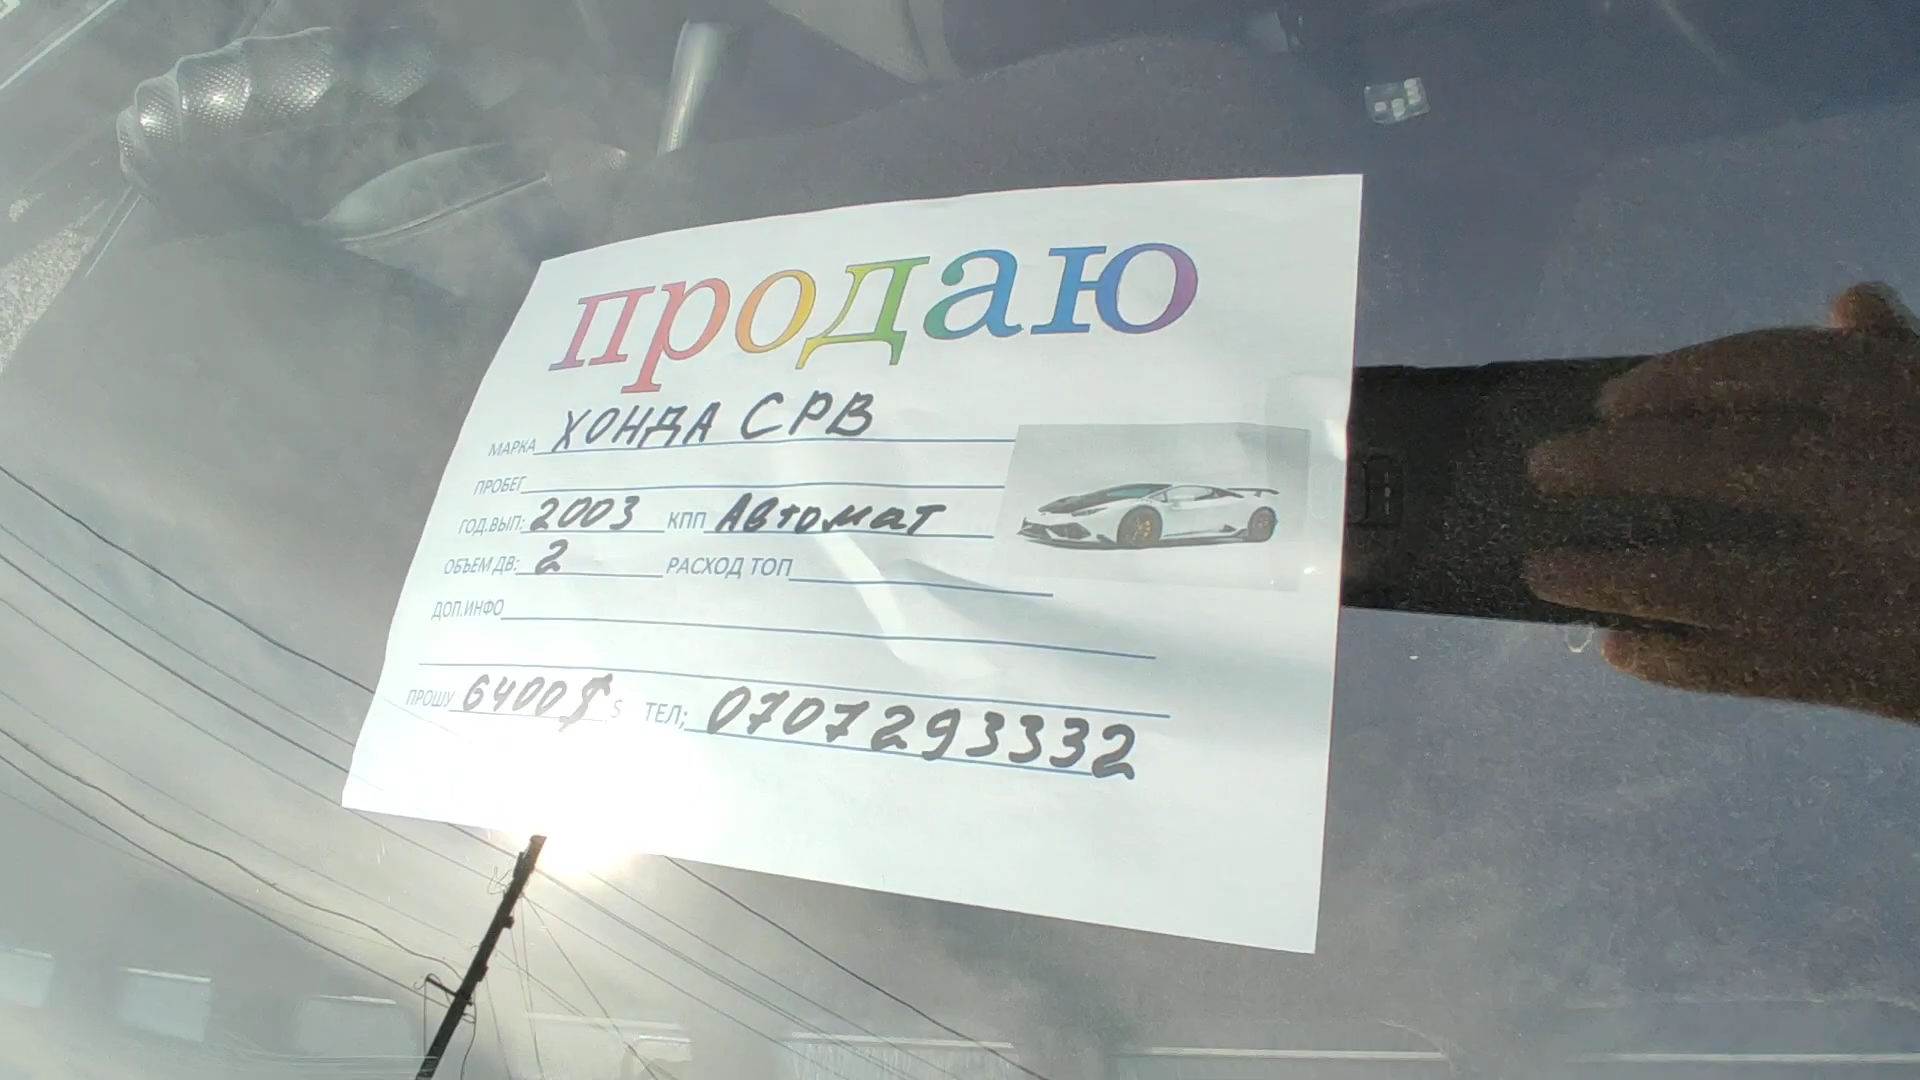 продаю
МАРКА ХОНДА СРВ
ПРОБЕГ
ГОД.ВЫП: 2003 КПП Автомат
ОБЪЕМ ДВ: 2 РАСХОД ТОП
ДОП.ИНФО
ПРОШУ 6400$ $ ТЕЛ; 0707293332